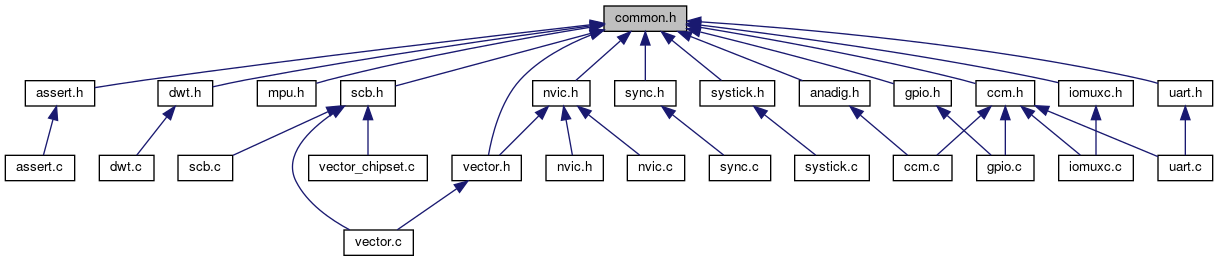 common.h
assert.h dwt.h mpu.h scb.h nvic.h sync.h systick.h anadig.h gpio.h ccm.h iomuxc.h uart.h
assert.c dwt.c scb.c vector_chipset.c vector.h nvic.h nvic.c sync.c systick.c ccm.c gpio.c iomuxc.c uart.c
vector.c